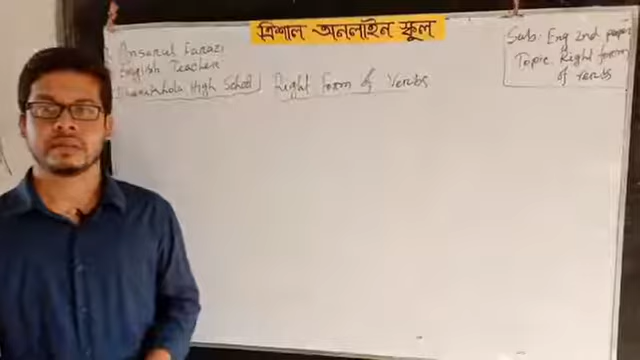 ত্রিশাল অনলাইন স্কুল
Ansarul Farazi
English Teacher
High School
Right form of Verbs
Sub: Eng 2nd paper
Topic: Right form
of verbs